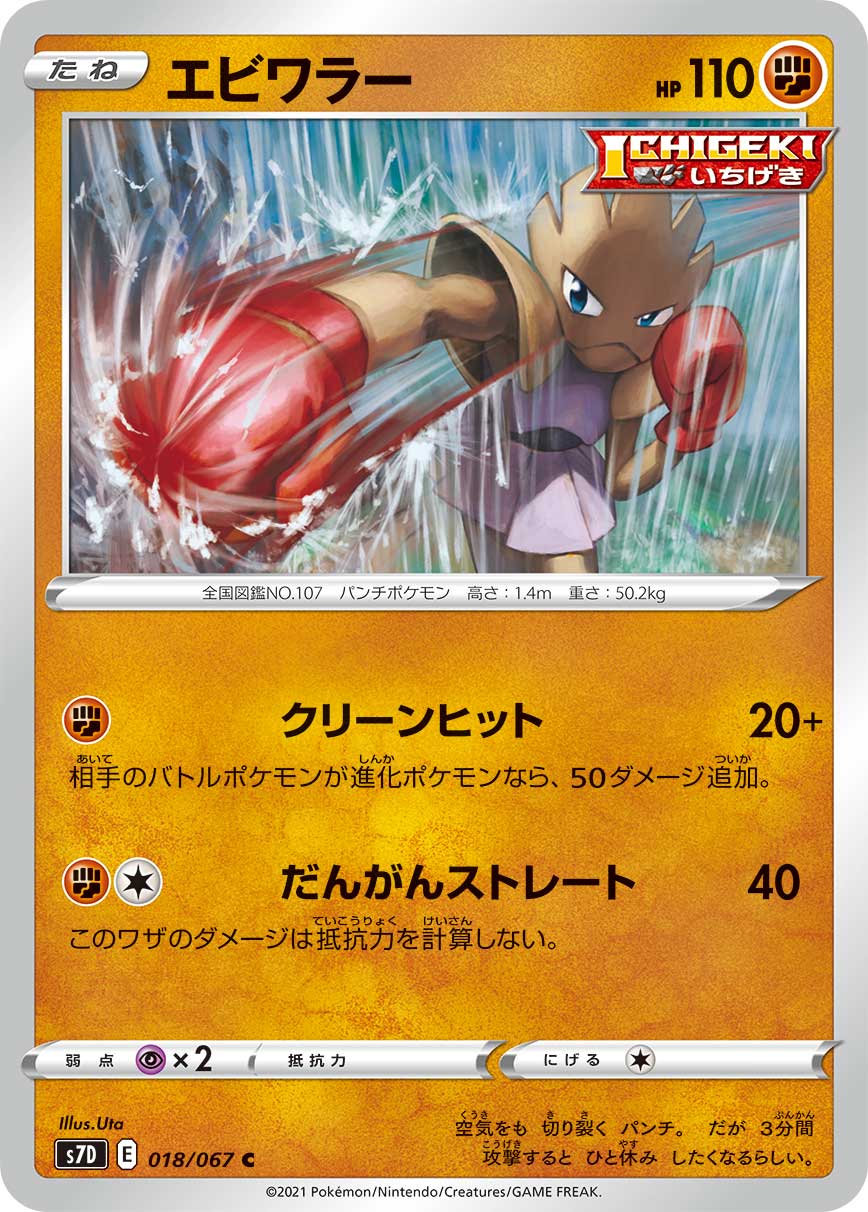 たね エビワラー HP 110
ICHIGEKI
いちげき
全国図鑑NO.107 パンチポケモン 高さ:1.4m 重さ:50.2kg
クリーンヒット 20+
相手のバトルポケモンが進化ポケモンなら、50ダメージ追加。
だんがんストレート 40
このワザのダメージは抵抗力を計算しない。
弱点 ×2 抵抗力 にげる
Illus.Uta
空気をも 切り裂く パンチ。 だが 3分間
攻撃すると ひと休み したくなるらしい。
s7D E 018/067 C
©2021 Pokémon/Nintendo/Creatures/GAME FREAK.